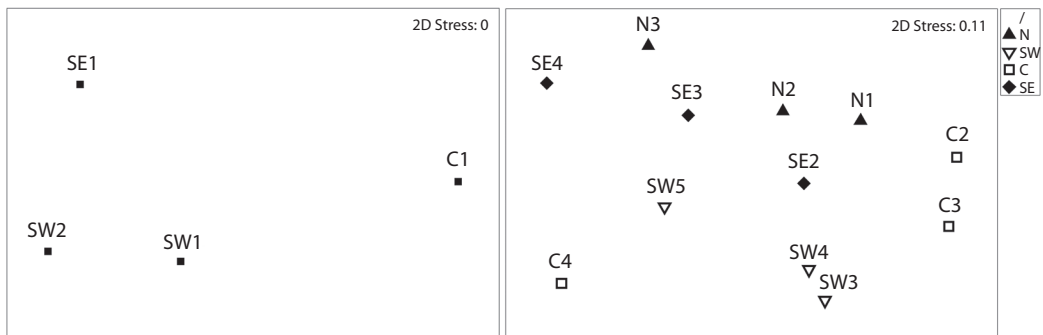 2D Stress: 0
SE1
C1
SW2
SW1
2D Stress: 0.11
N3
SE4
SE3
N2
N1
C2
SE2
SW5
C3
SW4
C4
SW3
/
N
SW
C
SE